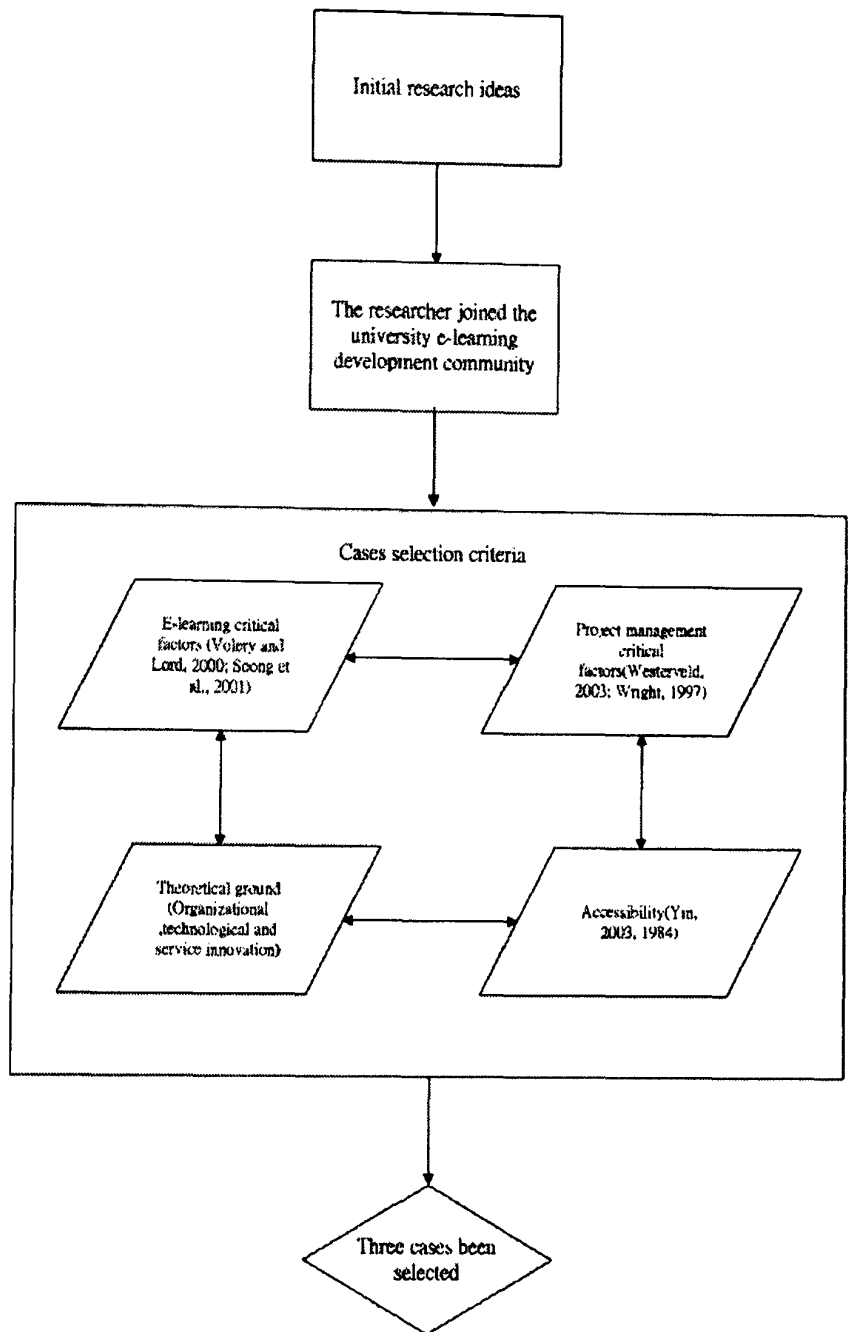 Initial research ideas
The researcher joined the
university e-learning
development community
Cases selection criteria
E-learning critical
factors (Volery and
Lord, 2000; Soong et
al., 2001)
Project management
critical
factors(Westerveld,
2003; Wright, 1997)
Theoretical ground
(Organizational
,technological and
service innovation)
Accessibility(Yin,
2003, 1984)
Three cases been
selected